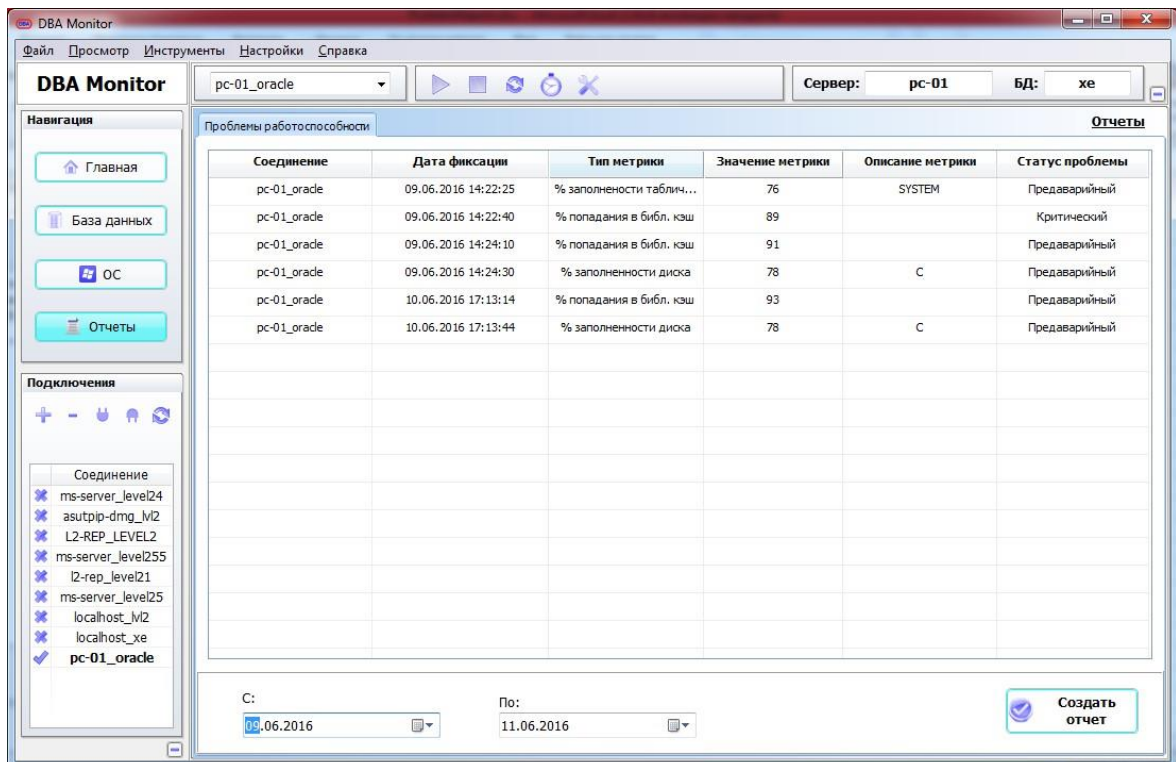 DBA Monitor
Файл Просмотр Инструменты Настройки Справка
DBA Monitor
pc-01_oracle
Сервер: pc-01 БД: xe
Навигация
Главная
База данных
ОС
Отчеты
Проблемы работоспособности
Отчеты
Соединение Дата фиксации Тип метрики Значение метрики Описание метрики Статус проблемы
pc-01_oracle 09.06.2016 14:22:25 % заполнености таблич... 76 SYSTEM Предаварийный
pc-01_oracle 09.06.2016 14:22:40 % попадания в библ. кэш 89 Критический
pc-01_oracle 09.06.2016 14:24:10 % попадания в библ. кэш 91 Предаварийный
pc-01_oracle 09.06.2016 14:24:30 % заполненности диска 78 C Предаварийный
pc-01_oracle 10.06.2016 17:13:14 % попадания в библ. кэш 93 Предаварийный
pc-01_oracle 10.06.2016 17:13:44 % заполненности диска 78 C Предаварийный
Подключения
Соединение
ms-server_level24
asutpip-dmg_lvl2
L2-REP_LEVEL2
ms-server_level255
l2-rep_level21
ms-server_level25
localhost_lvl2
localhost_xe
pc-01_oracle
С: По:
09.06.2016 11.06.2016
Создать
отчет